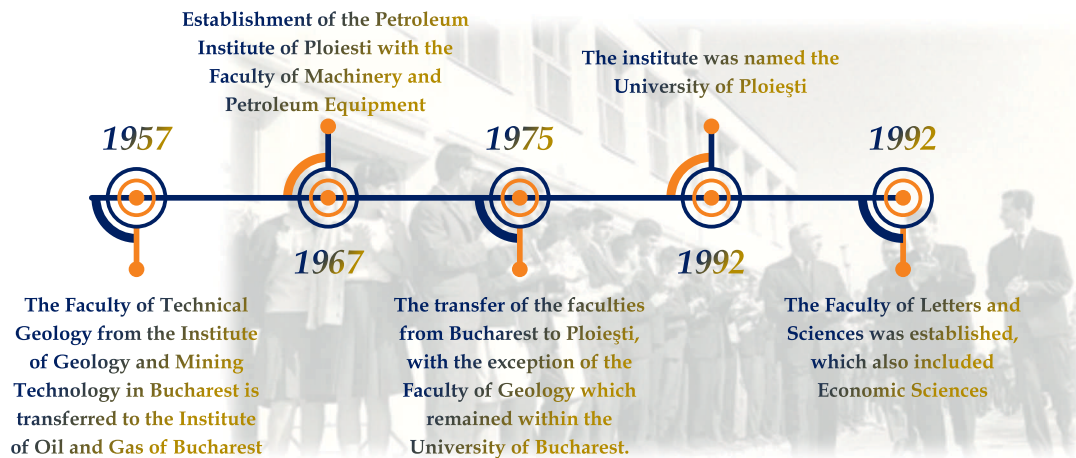 1957
The Faculty of Technical
Geology from the Institute
of Geology and Mining
Technology in Bucharest is
transferred to the Institute
of Oil and Gas of Bucharest
Establishment of the Petroleum
Institute of Ploiesti with the
Faculty of Machinery and
Petroleum Equipment
1967
1975
The transfer of the faculties
from Bucharest to Ploieşti,
with the exception of the
Faculty of Geology which
remained within the
University of Bucharest.
The institute was named the
University of Ploieşti
1992
1992
The Faculty of Letters and
Sciences was established,
which also included
Economic Sciences